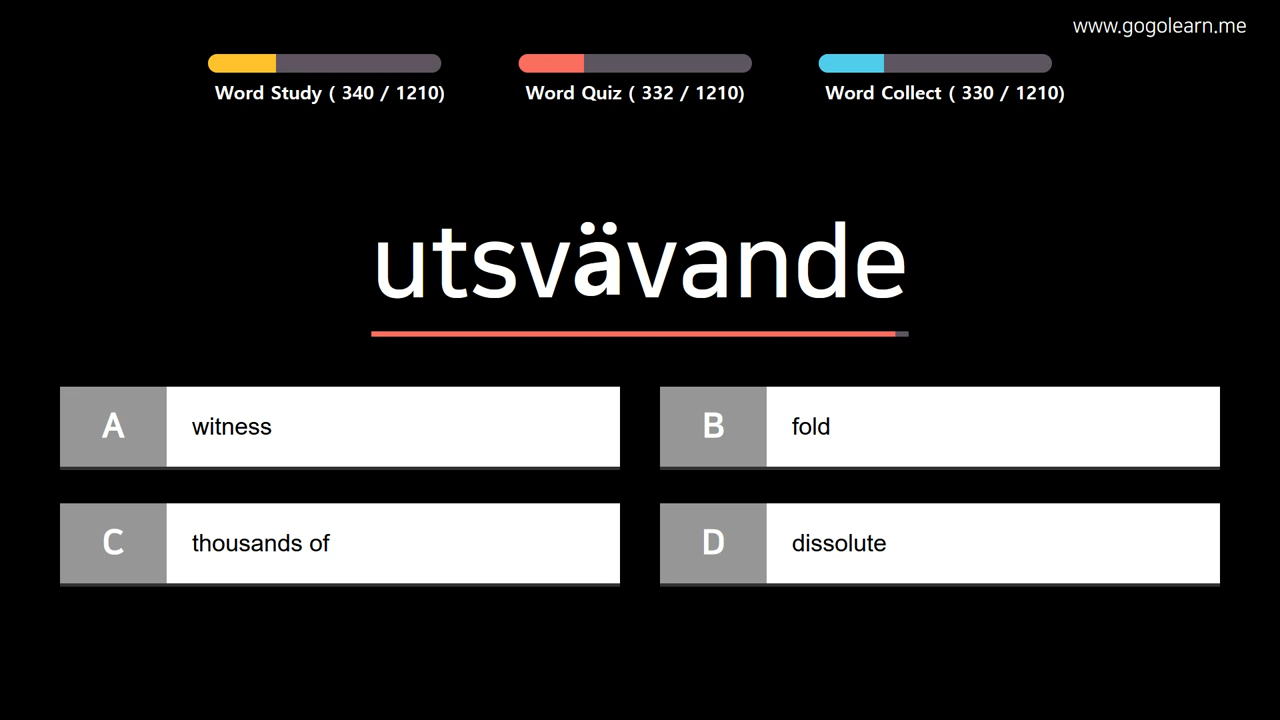 www.gogolearn.me
Word Study ( 340 / 1210)
Word Quiz ( 332 / 1210)
Word Collect ( 330 / 1210)
utsvävande
A witness
B fold
C thousands of
D dissolute